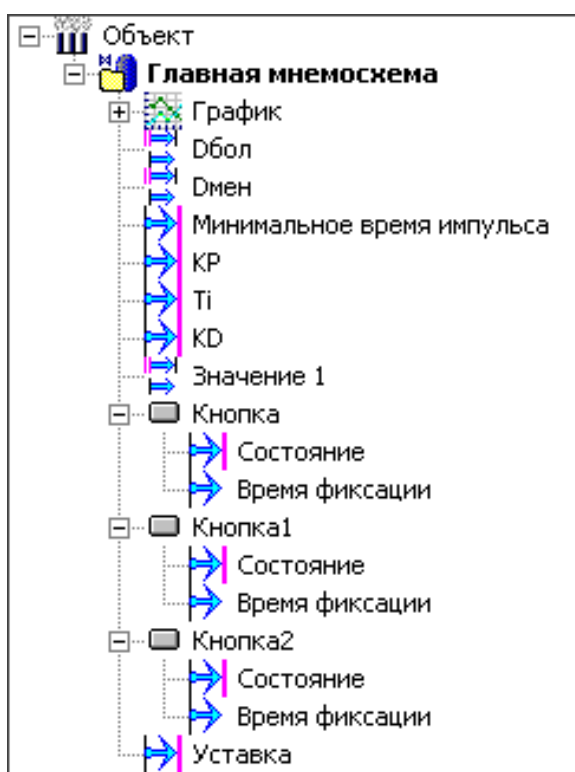 Объект
Главная мнемосхема
График
Dбол
Dмен
Минимальное время импульса
KP
Ti
KD
Значение 1
Кнопка
Состояние
Время фиксации
Кнопка1
Состояние
Время фиксации
Кнопка2
Состояние
Время фиксации
Уставка